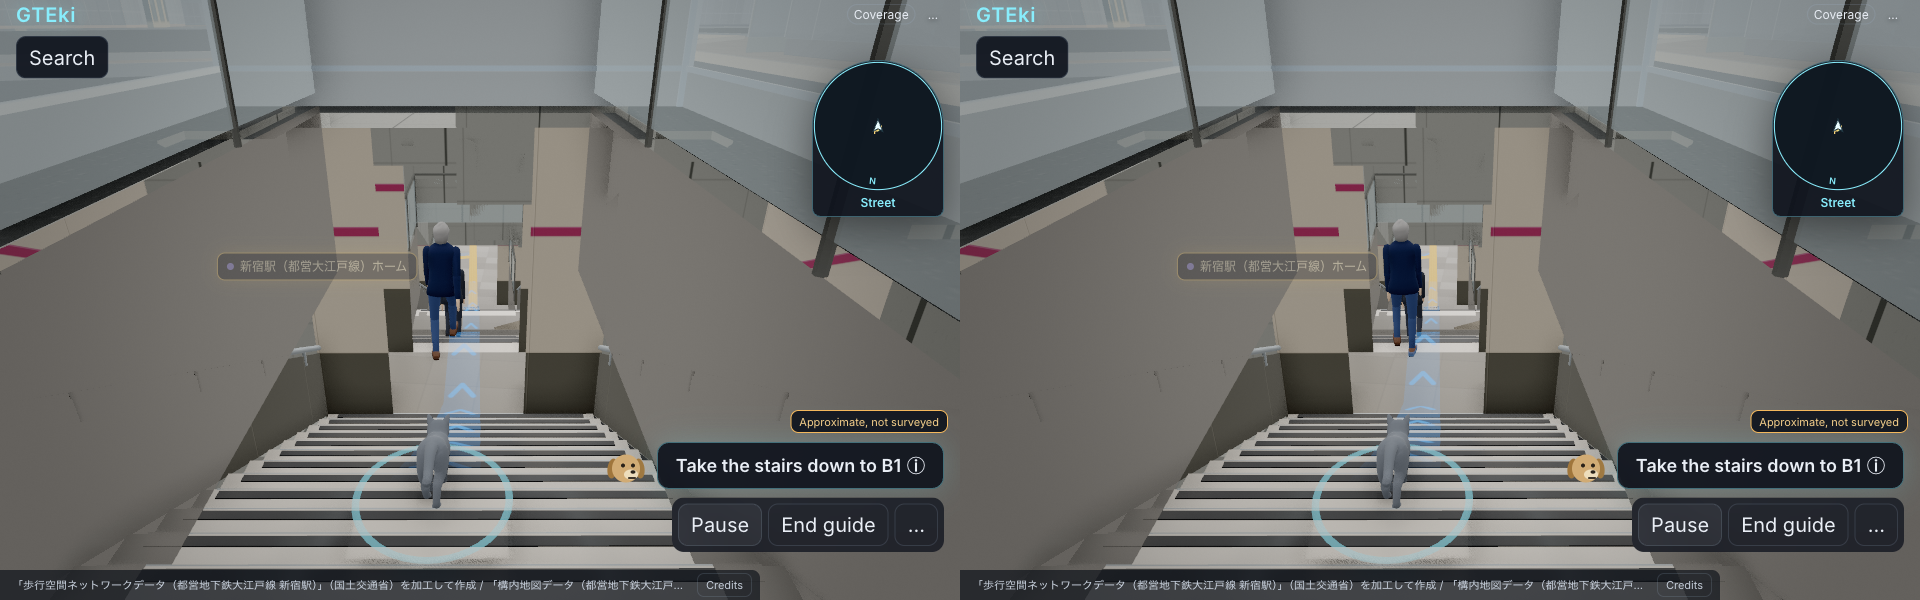 GTEki
Coverage
...
Search
N
Street
新宿駅（都営大江戸線）ホーム
Approximate, not surveyed
Take the stairs down to B1 ⓘ
Pause
End guide
...
「歩行空間ネットワークデータ（都営地下鉄大江戸線 新宿駅）」（国土交通省）を加工して作成 / 「構内地図データ（都営地下鉄大江戸...
Credits
GTEki
Coverage
...
Search
N
Street
新宿駅（都営大江戸線）ホーム
Approximate, not surveyed
Take the stairs down to B1 ⓘ
Pause
End guide
...
「歩行空間ネットワークデータ（都営地下鉄大江戸線 新宿駅）」（国土交通省）を加工して作成 / 「構内地図データ（都営地下鉄大江戸...
Credits